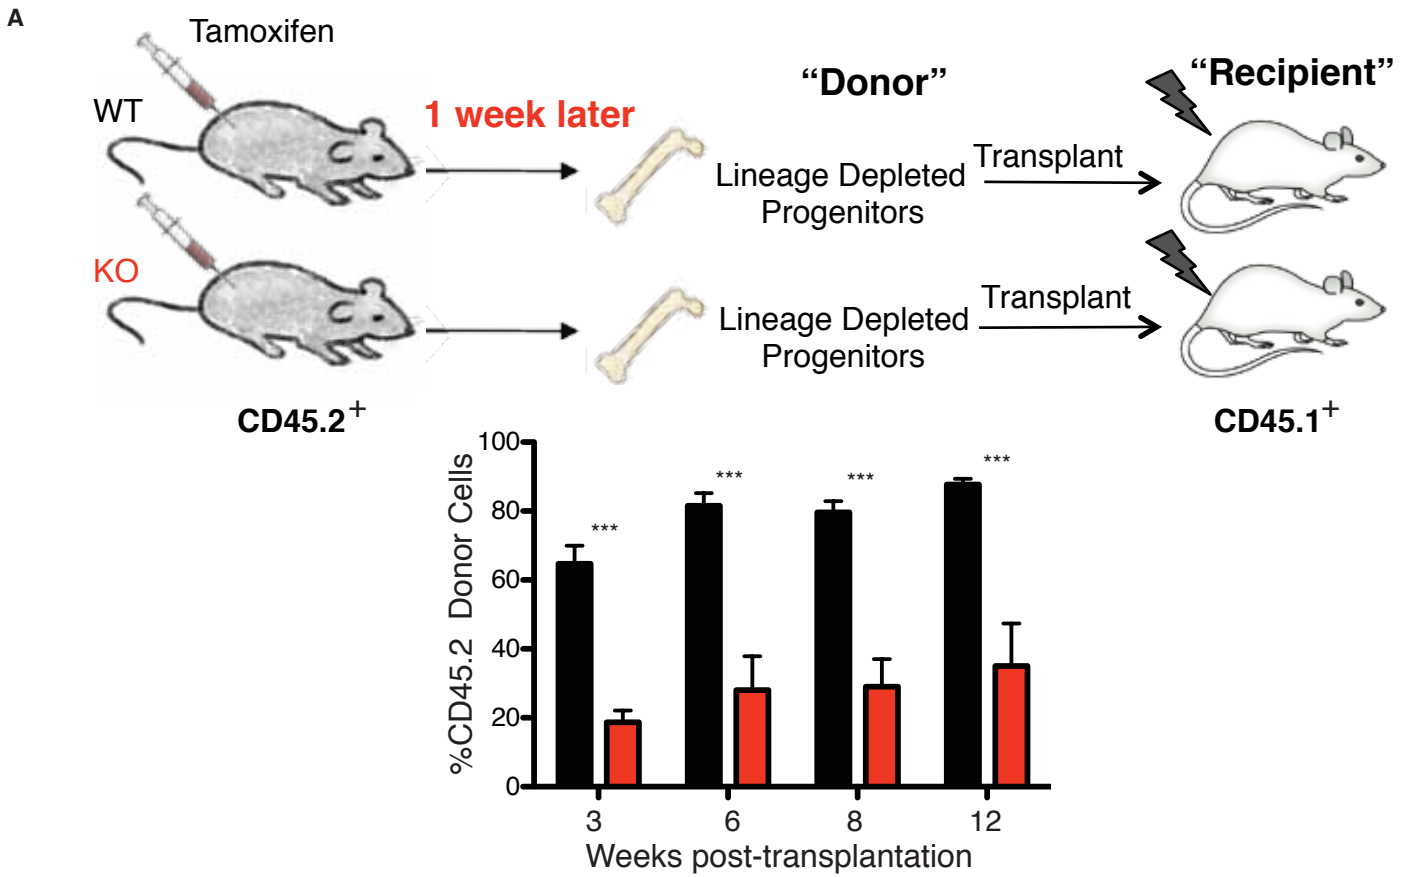 A
Tamoxifen
WT
1 week later
“Donor”
“Recipient”
Lineage Depleted
Progenitors
Transplant
KO
Lineage Depleted
Progenitors
Transplant
CD45.2+
CD45.1+
%CD45.2 Donor Cells
100
80
60
40
20
0
***
***
***
***
3
6
8
12
Weeks post-transplantation